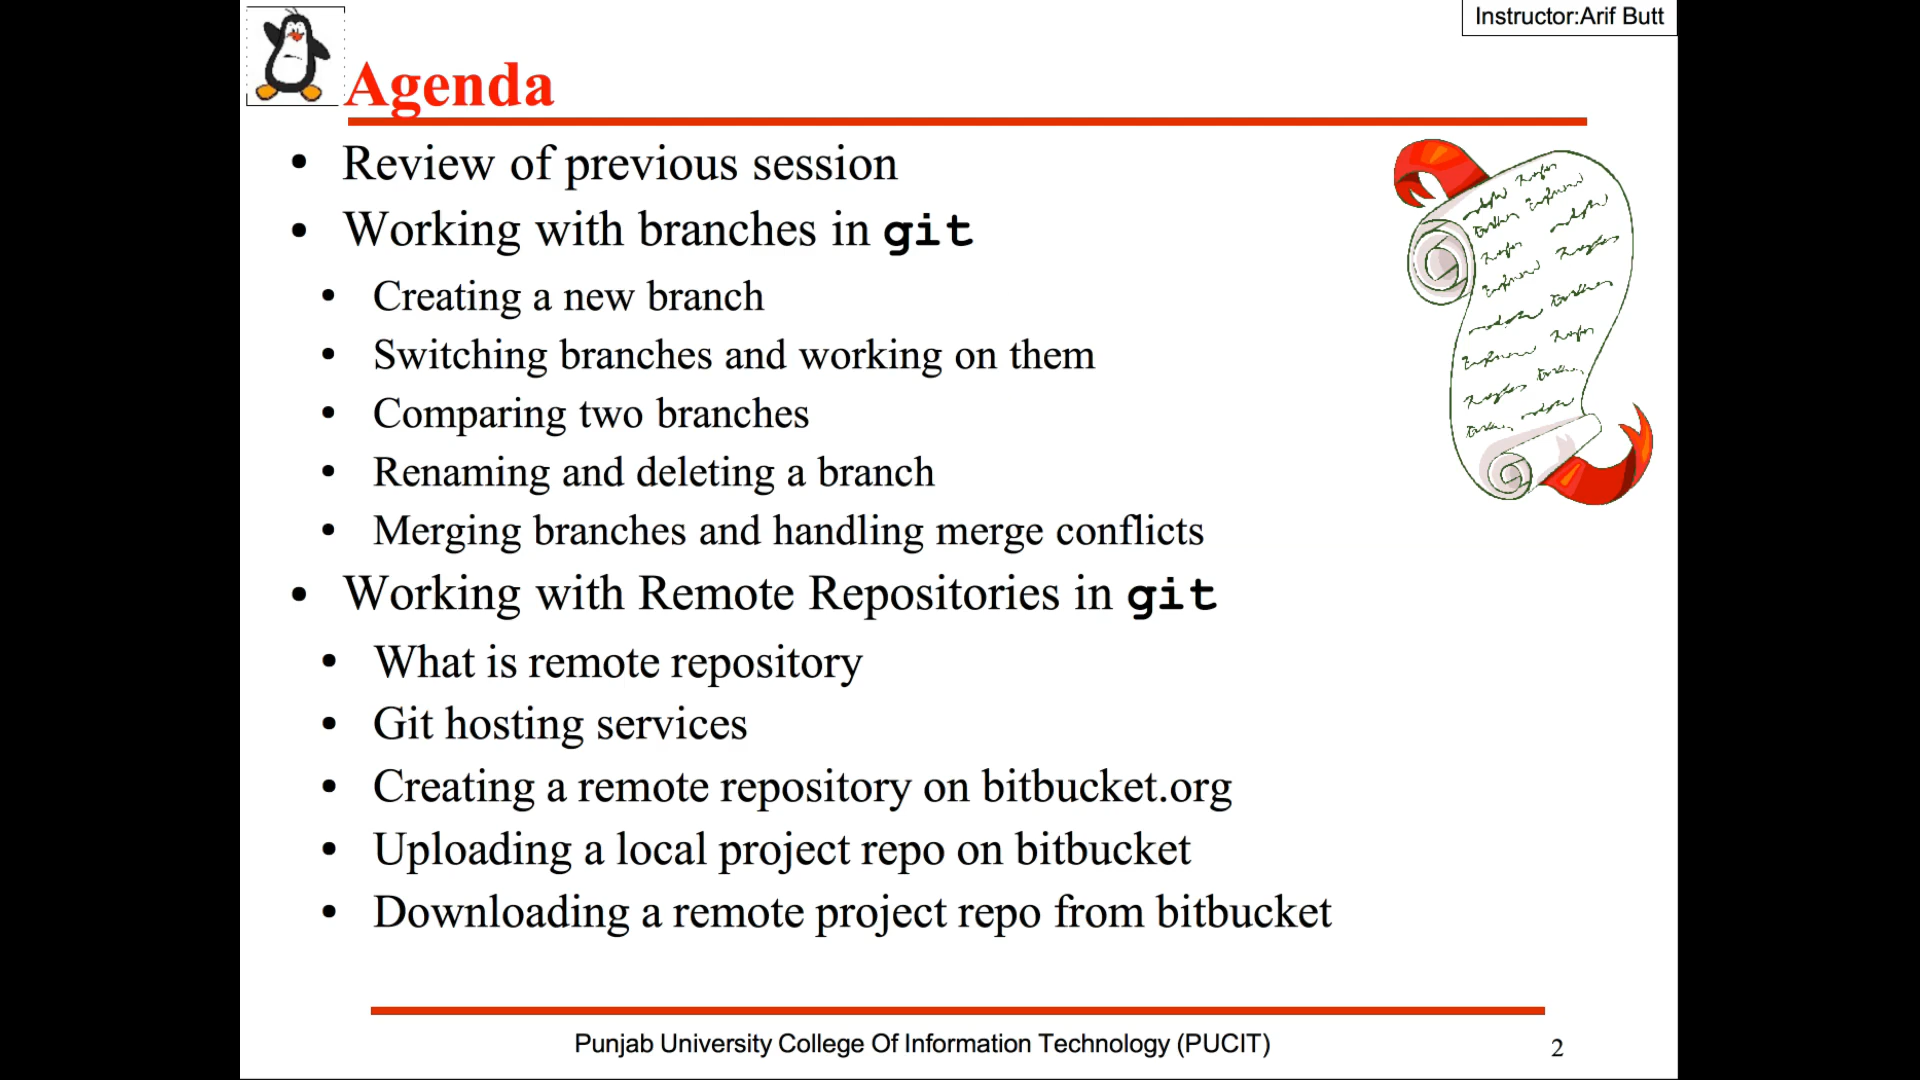 Instructor:Arif Butt
Agenda
• Review of previous session
• Working with branches in git
• Creating a new branch
• Switching branches and working on them
• Comparing two branches
• Renaming and deleting a branch
• Merging branches and handling merge conflicts
• Working with Remote Repositories in git
• What is remote repository
• Git hosting services
• Creating a remote repository on bitbucket.org
• Uploading a local project repo on bitbucket
• Downloading a remote project repo from bitbucket
Punjab University College Of Information Technology (PUCIT)
2